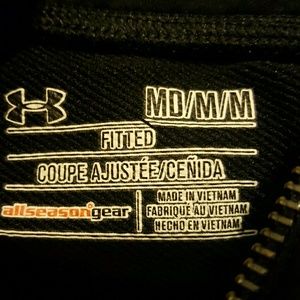 MD/M/M
FITTED
COUPE AJUSTÉE/CEÑIDA
allseasongear
MADE IN VIETNAM
FABRIQUÉ AU VIETNAM
HECHO EN VIETNAM